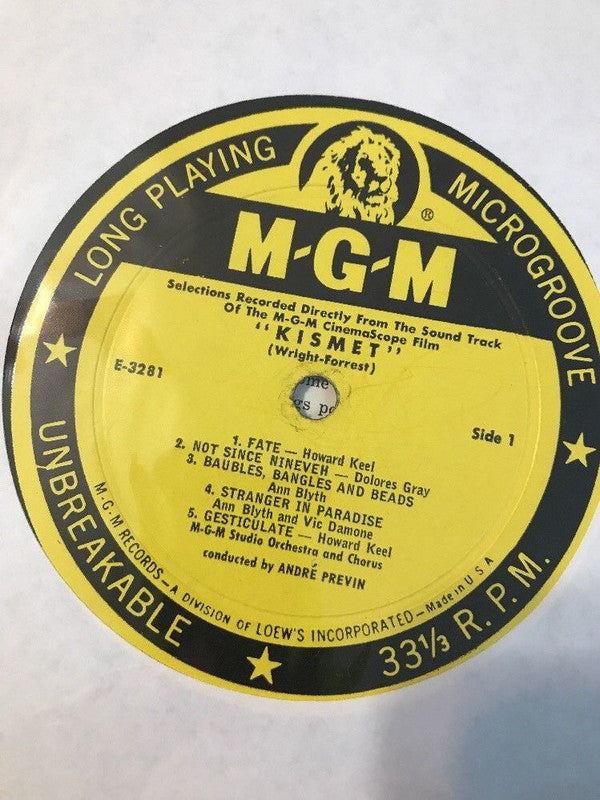 LONG PLAYING MICROGROOVE
®
M-G-M
Selections Recorded Directly From The Sound Track
Of The M-G-M CinemaScope Film
"KISMET"
(Wright-Forrest)
E-3281
Side 1
1. FATE — Howard Keel
2. NOT SINCE NINEVEH — Dolores Gray
3. BAUBLES, BANGLES AND BEADS
Ann Blyth
4. STRANGER IN PARADISE
Ann Blyth and Vic Damone
5. GESTICULATE — Howard Keel
M-G-M Studio Orchestra and Chorus
conducted by ANDRÉ PREVIN
M-G-M RECORDS—A DIVISION OF LOEW'S INCORPORATED—Made in U S A
UNBREAKABLE
33⅓ R.P.M.